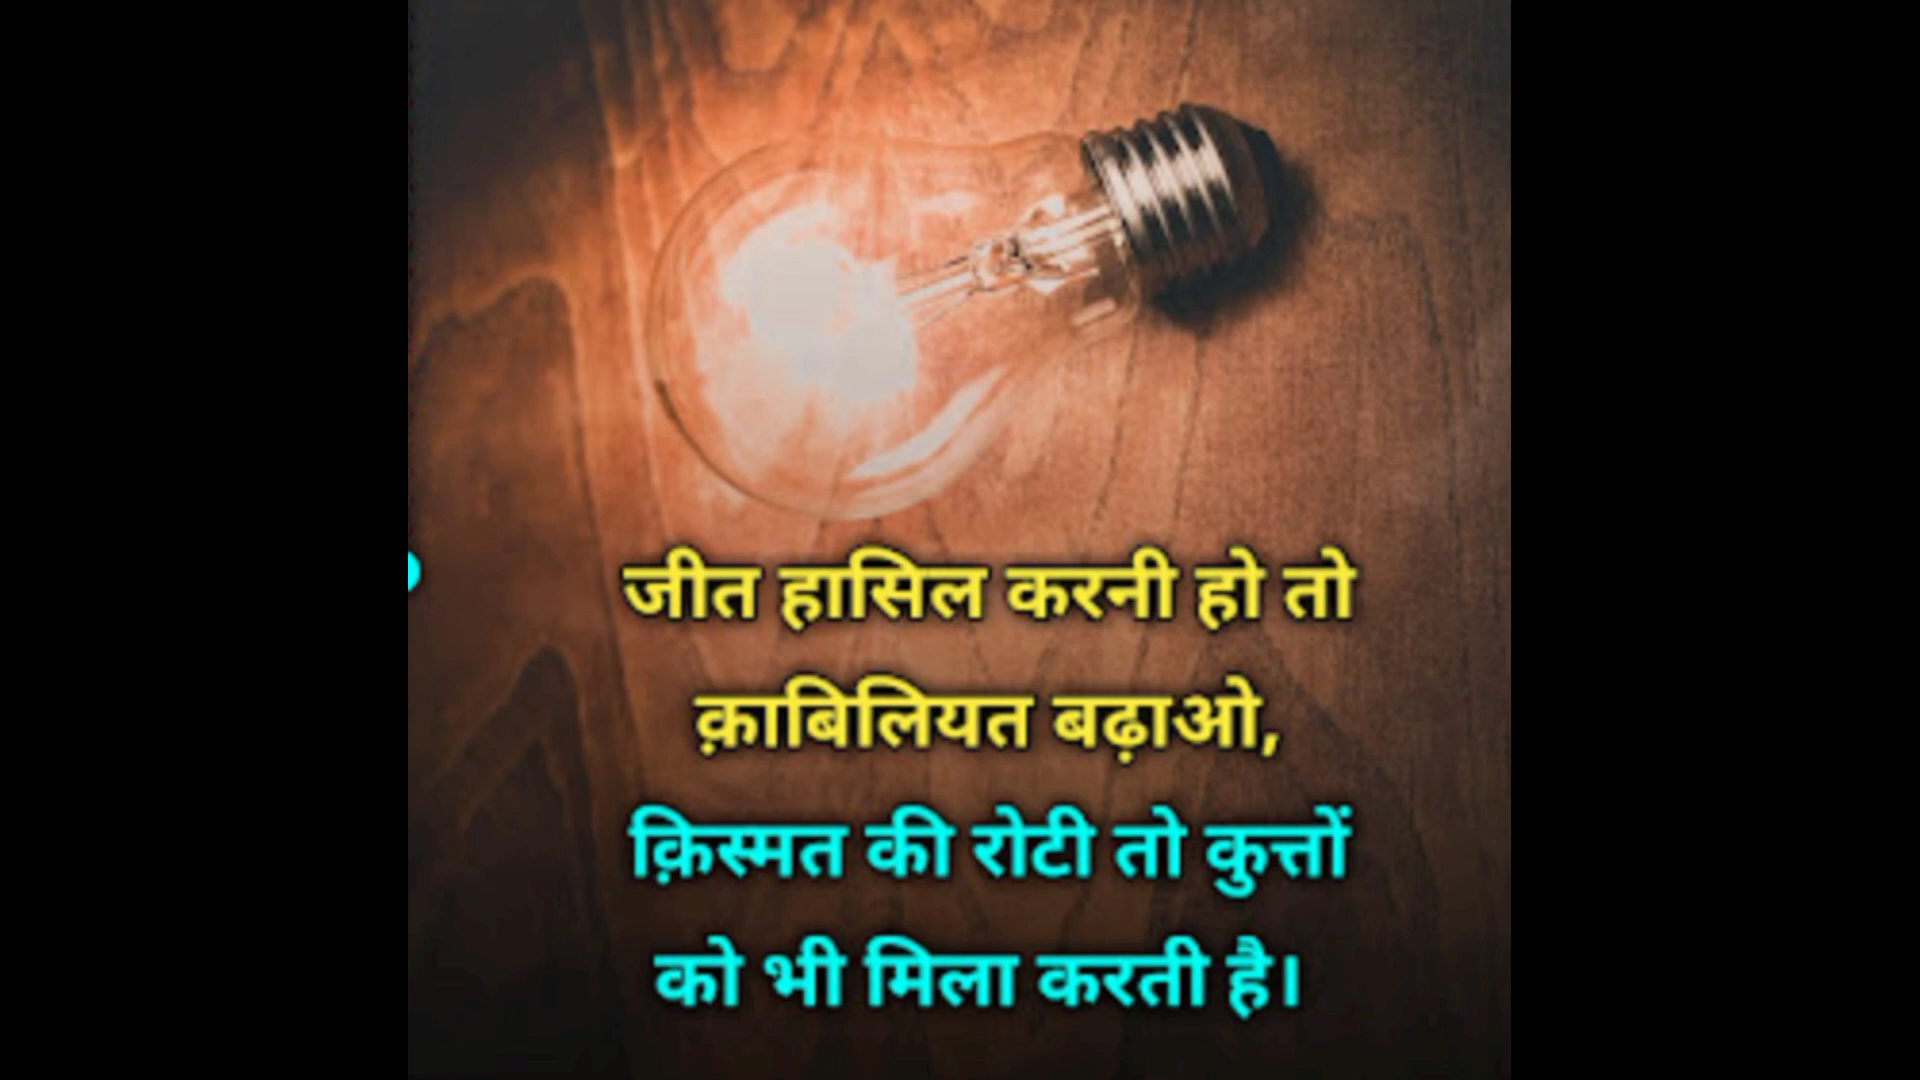 जीत हासिल करनी हो तो
क़ाबिलियत बढ़ाओ,
क़िस्मत की रोटी तो कुत्तों
को भी मिला करती है।